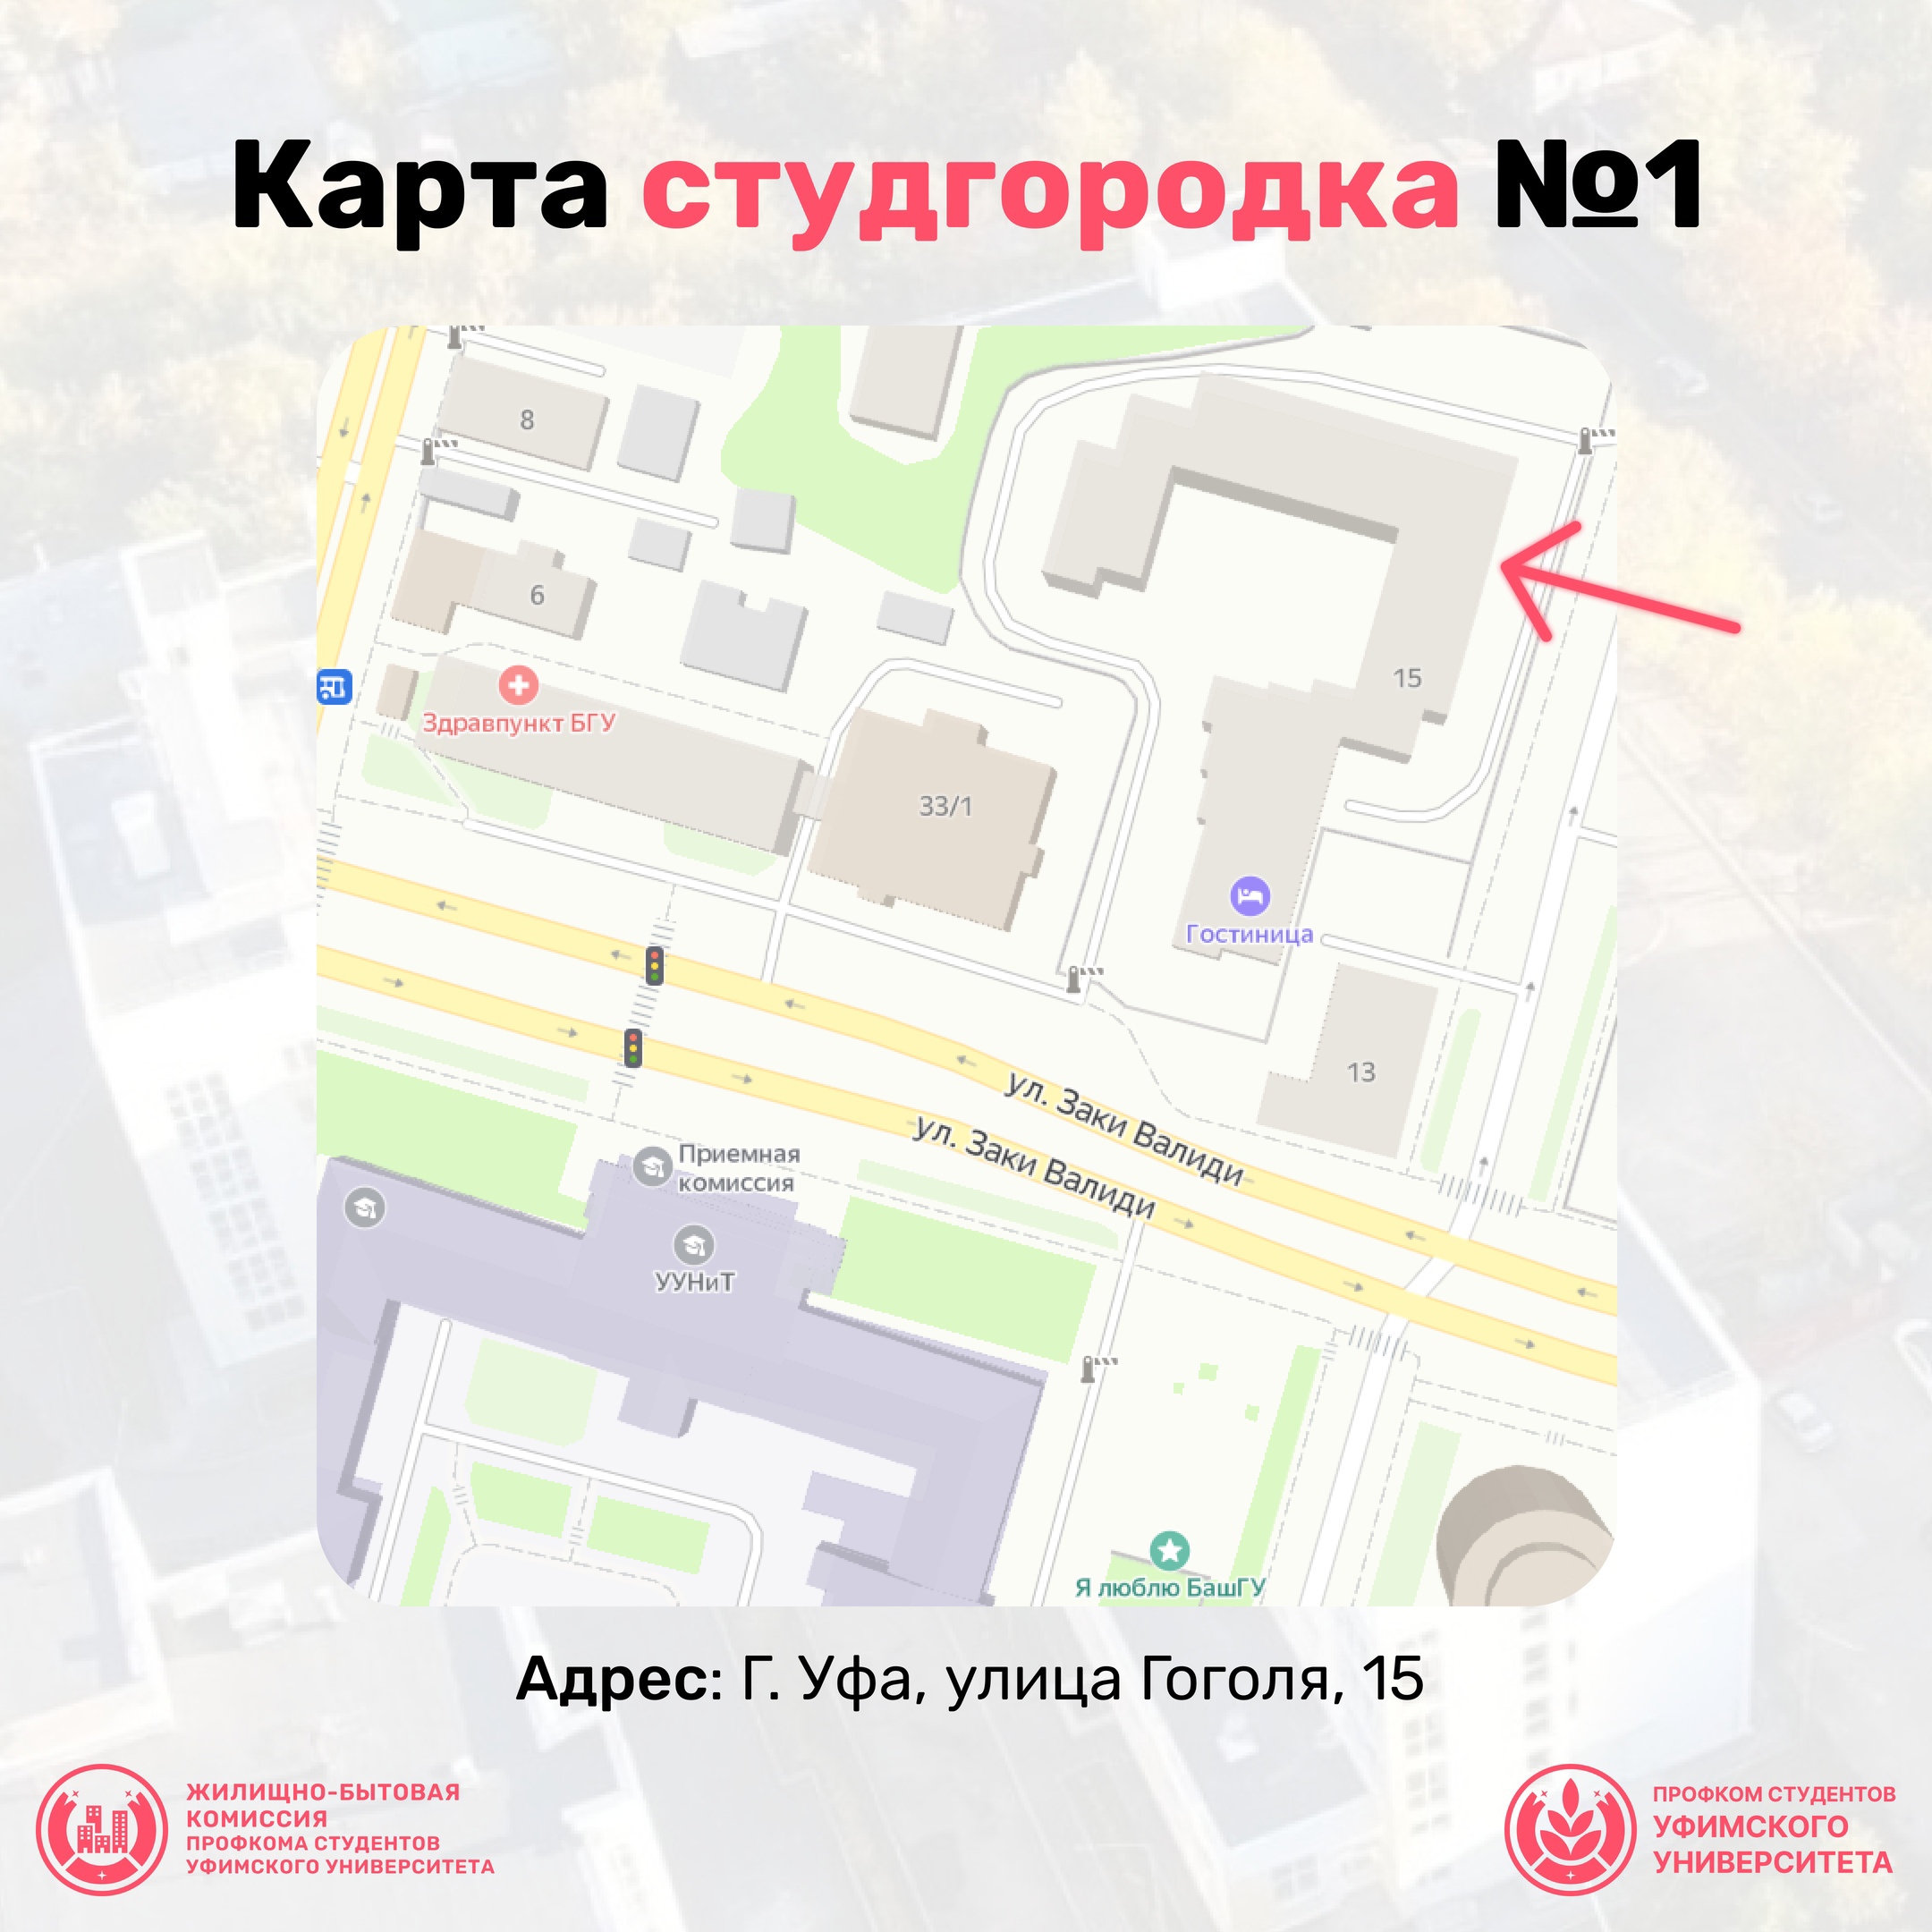 Карта студгородка №1
8
6
15
Здравпункт БГУ
33/1
Гостиница
13
ул. Заки Валиди
ул. Заки Валиди
Приемная
комиссия
УУНиТ
Я люблю БашГУ
Адрес: Г. Уфа, улица Гоголя, 15
ЖИЛИЩНО-БЫТОВАЯ
КОМИССИЯ
ПРОФКОМА СТУДЕНТОВ
УФИМСКОГО УНИВЕРСИТЕТА
ПРОФКОМ СТУДЕНТОВ
УФИМСКОГО
УНИВЕРСИТЕТА